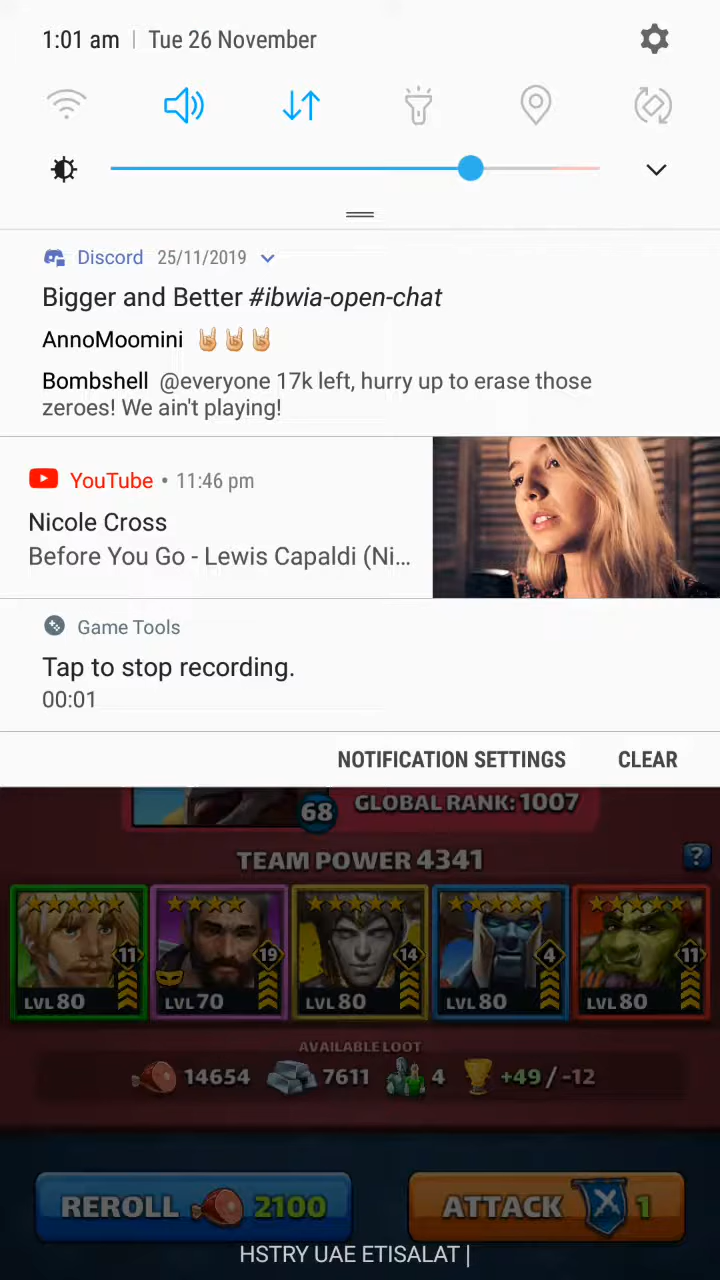 1:01 am | Tue 26 November
Discord 25/11/2019
Bigger and Better #ibwia-open-chat
AnnoMoomini 🤘🏼🤘🏼🤘🏼
Bombshell @everyone 17k left, hurry up to erase those
zeroes! We ain't playing!
YouTube • 11:46 pm
Nicole Cross
Before You Go - Lewis Capaldi (Ni...
Game Tools
Tap to stop recording.
00:01
NOTIFICATION SETTINGS CLEAR
68 GLOBAL RANK: 1007
TEAM POWER 4341 ?
11 19 14 4 11
LVL 80 LVL 70 LVL 80 LVL 80 LVL 80
AVAILABLE LOOT
14654 7611 4 +49 / -12
REROLL 2100 ATTACK 1
HSTRY UAE ETISALAT |